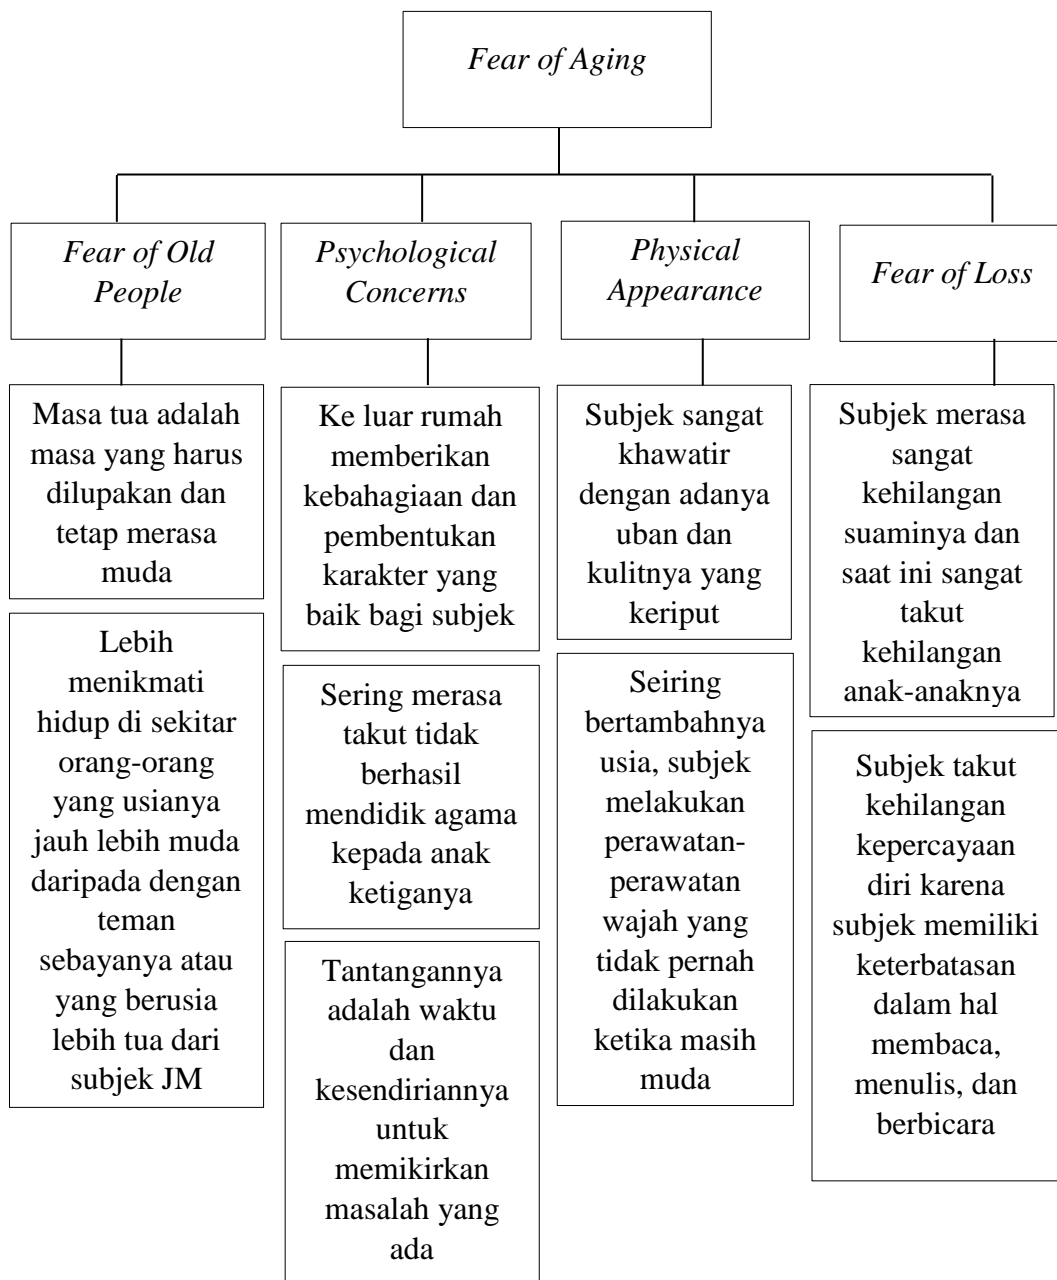 Fear of Aging
Fear of Old
People
Psychological
Concerns
Physical
Appearance
Fear of Loss
Masa tua adalah
masa yang harus
dilupakan dan
tetap merasa
muda
Lebih
menikmati
hidup di sekitar
orang-orang
yang usianya
jauh lebih muda
daripada dengan
teman
sebayanya atau
yang berusia
lebih tua dari
subjek JM
Ke luar rumah
memberikan
kebahagiaan dan
pembentukan
karakter yang
baik bagi subjek
Sering merasa
takut tidak
berhasil
mendidik agama
kepada anak
ketiganya
Tantangannya
adalah waktu
dan
kesendiriannya
untuk
memikirkan
masalah yang
ada
Subjek sangat
khawatir
dengan adanya
uban dan
kulitnya yang
keriput
Seiring
bertambahnya
usia, subjek
melakukan
perawatan-
perawatan
wajah yang
tidak pernah
dilakukan
ketika masih
muda
Subjek merasa
sangat
kehilangan
suaminya dan
saat ini sangat
takut
kehilangan
anak-anaknya
Subjek takut
kehilangan
kepercayaan
diri karena
subjek memiliki
keterbatasan
dalam hal
membaca,
menulis, dan
berbicara